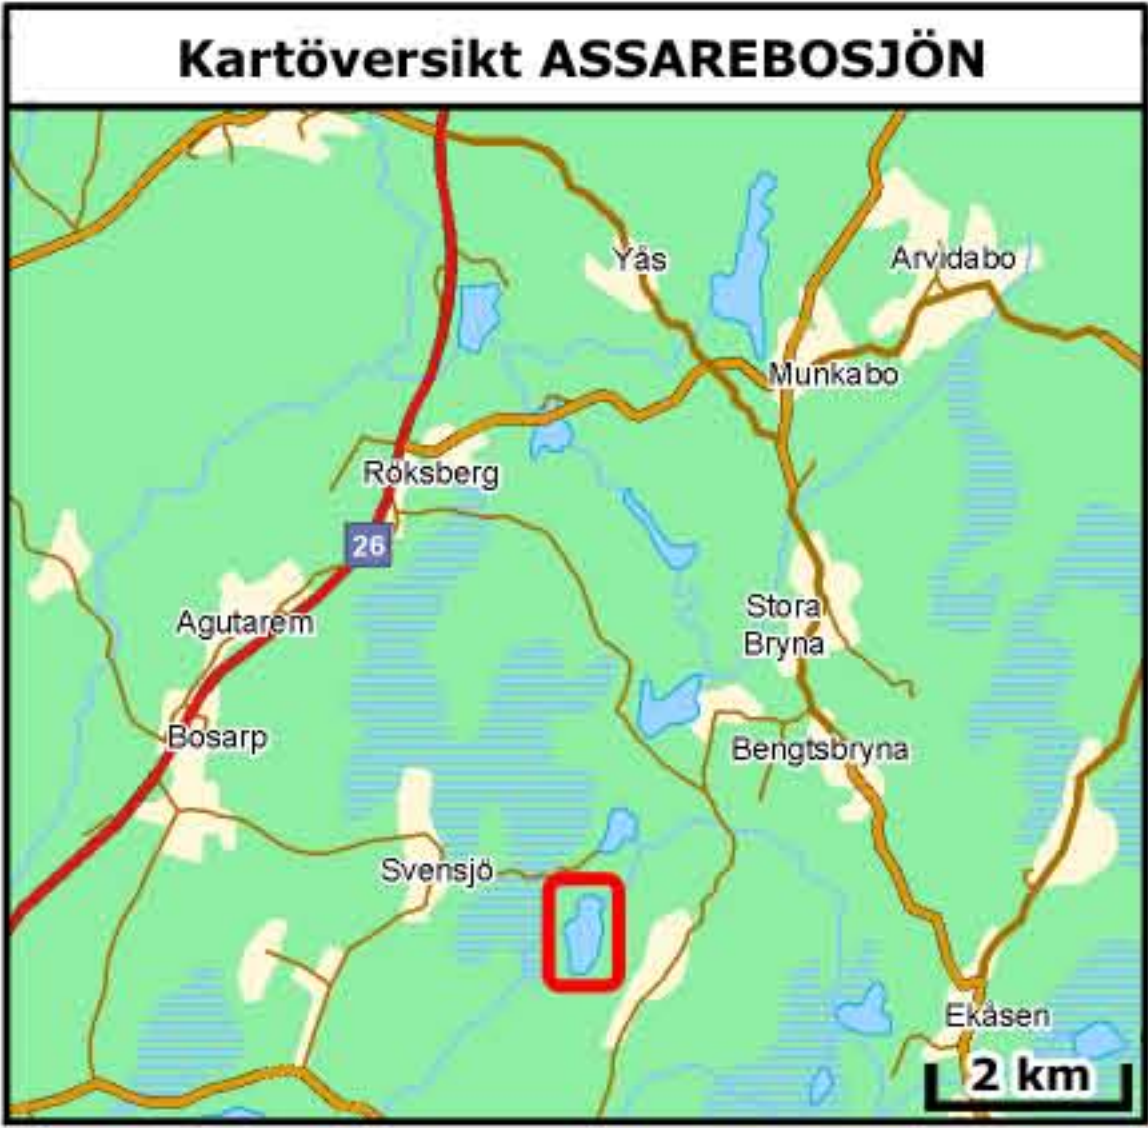 Kartöversikt ASSAREBOSJÖN
Yås
Arvidabo
Munkabo
Röksberg
26
Stora
Bryna
Agutarem
Bosarp
Bengtsbryna
Svensjö
Ekåsen
2 km